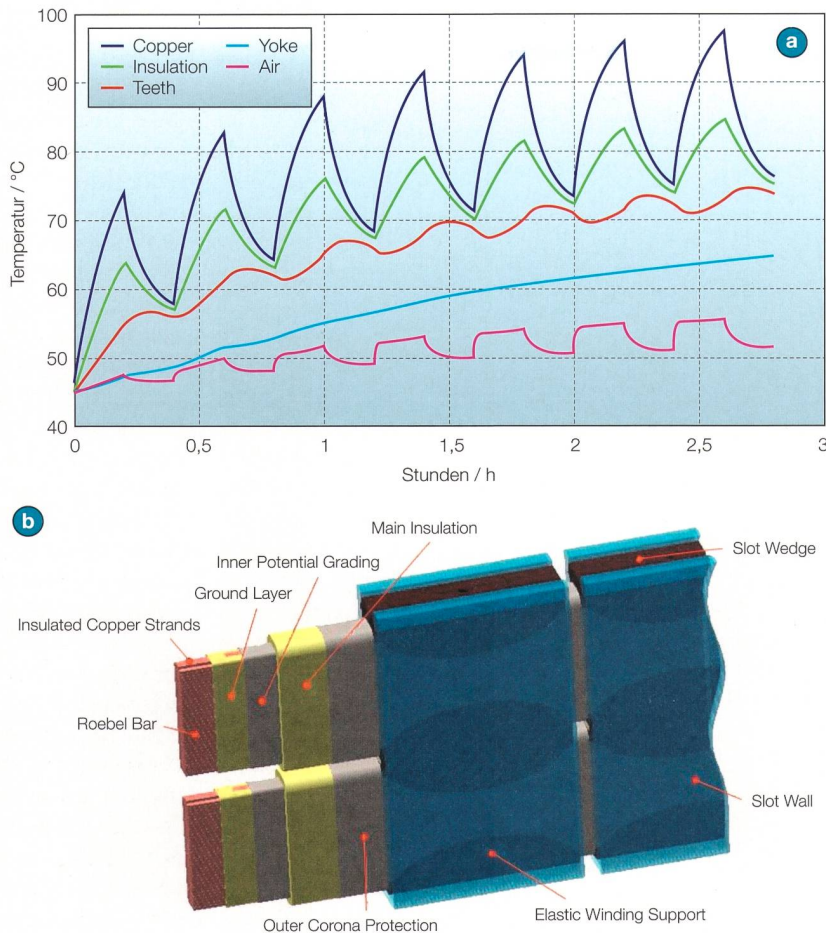 100
90
80
70
60
50
40
Temperatur / °C
Copper
Insulation
Teeth
Yoke
Air
a
0
0,5
1
1,5
2
2,5
3
Stunden / h
b
Main Insulation
Inner Potential Grading
Ground Layer
Insulated Copper Strands
Roebel Bar
Outer Corona Protection
Slot Wedge
Slot Wall
Elastic Winding Support